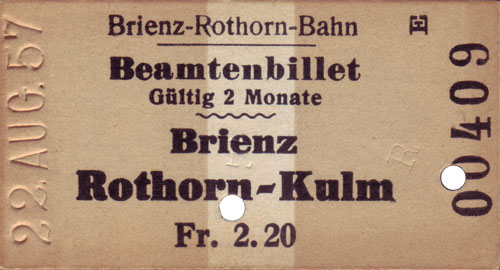 Brienz-Rothorn-Bahn
Beamtenbillet
Gültig 2 Monate
Brienz
Rothorn-Kulm
Fr. 2.20
22. AUG. 57
E
00409
R